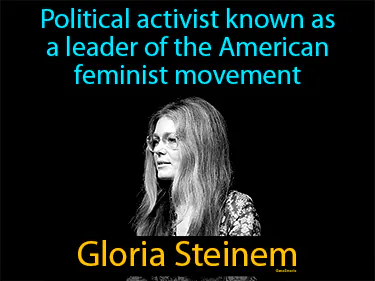 Political activist known as
a leader of the American
feminist movement
Gloria Steinem